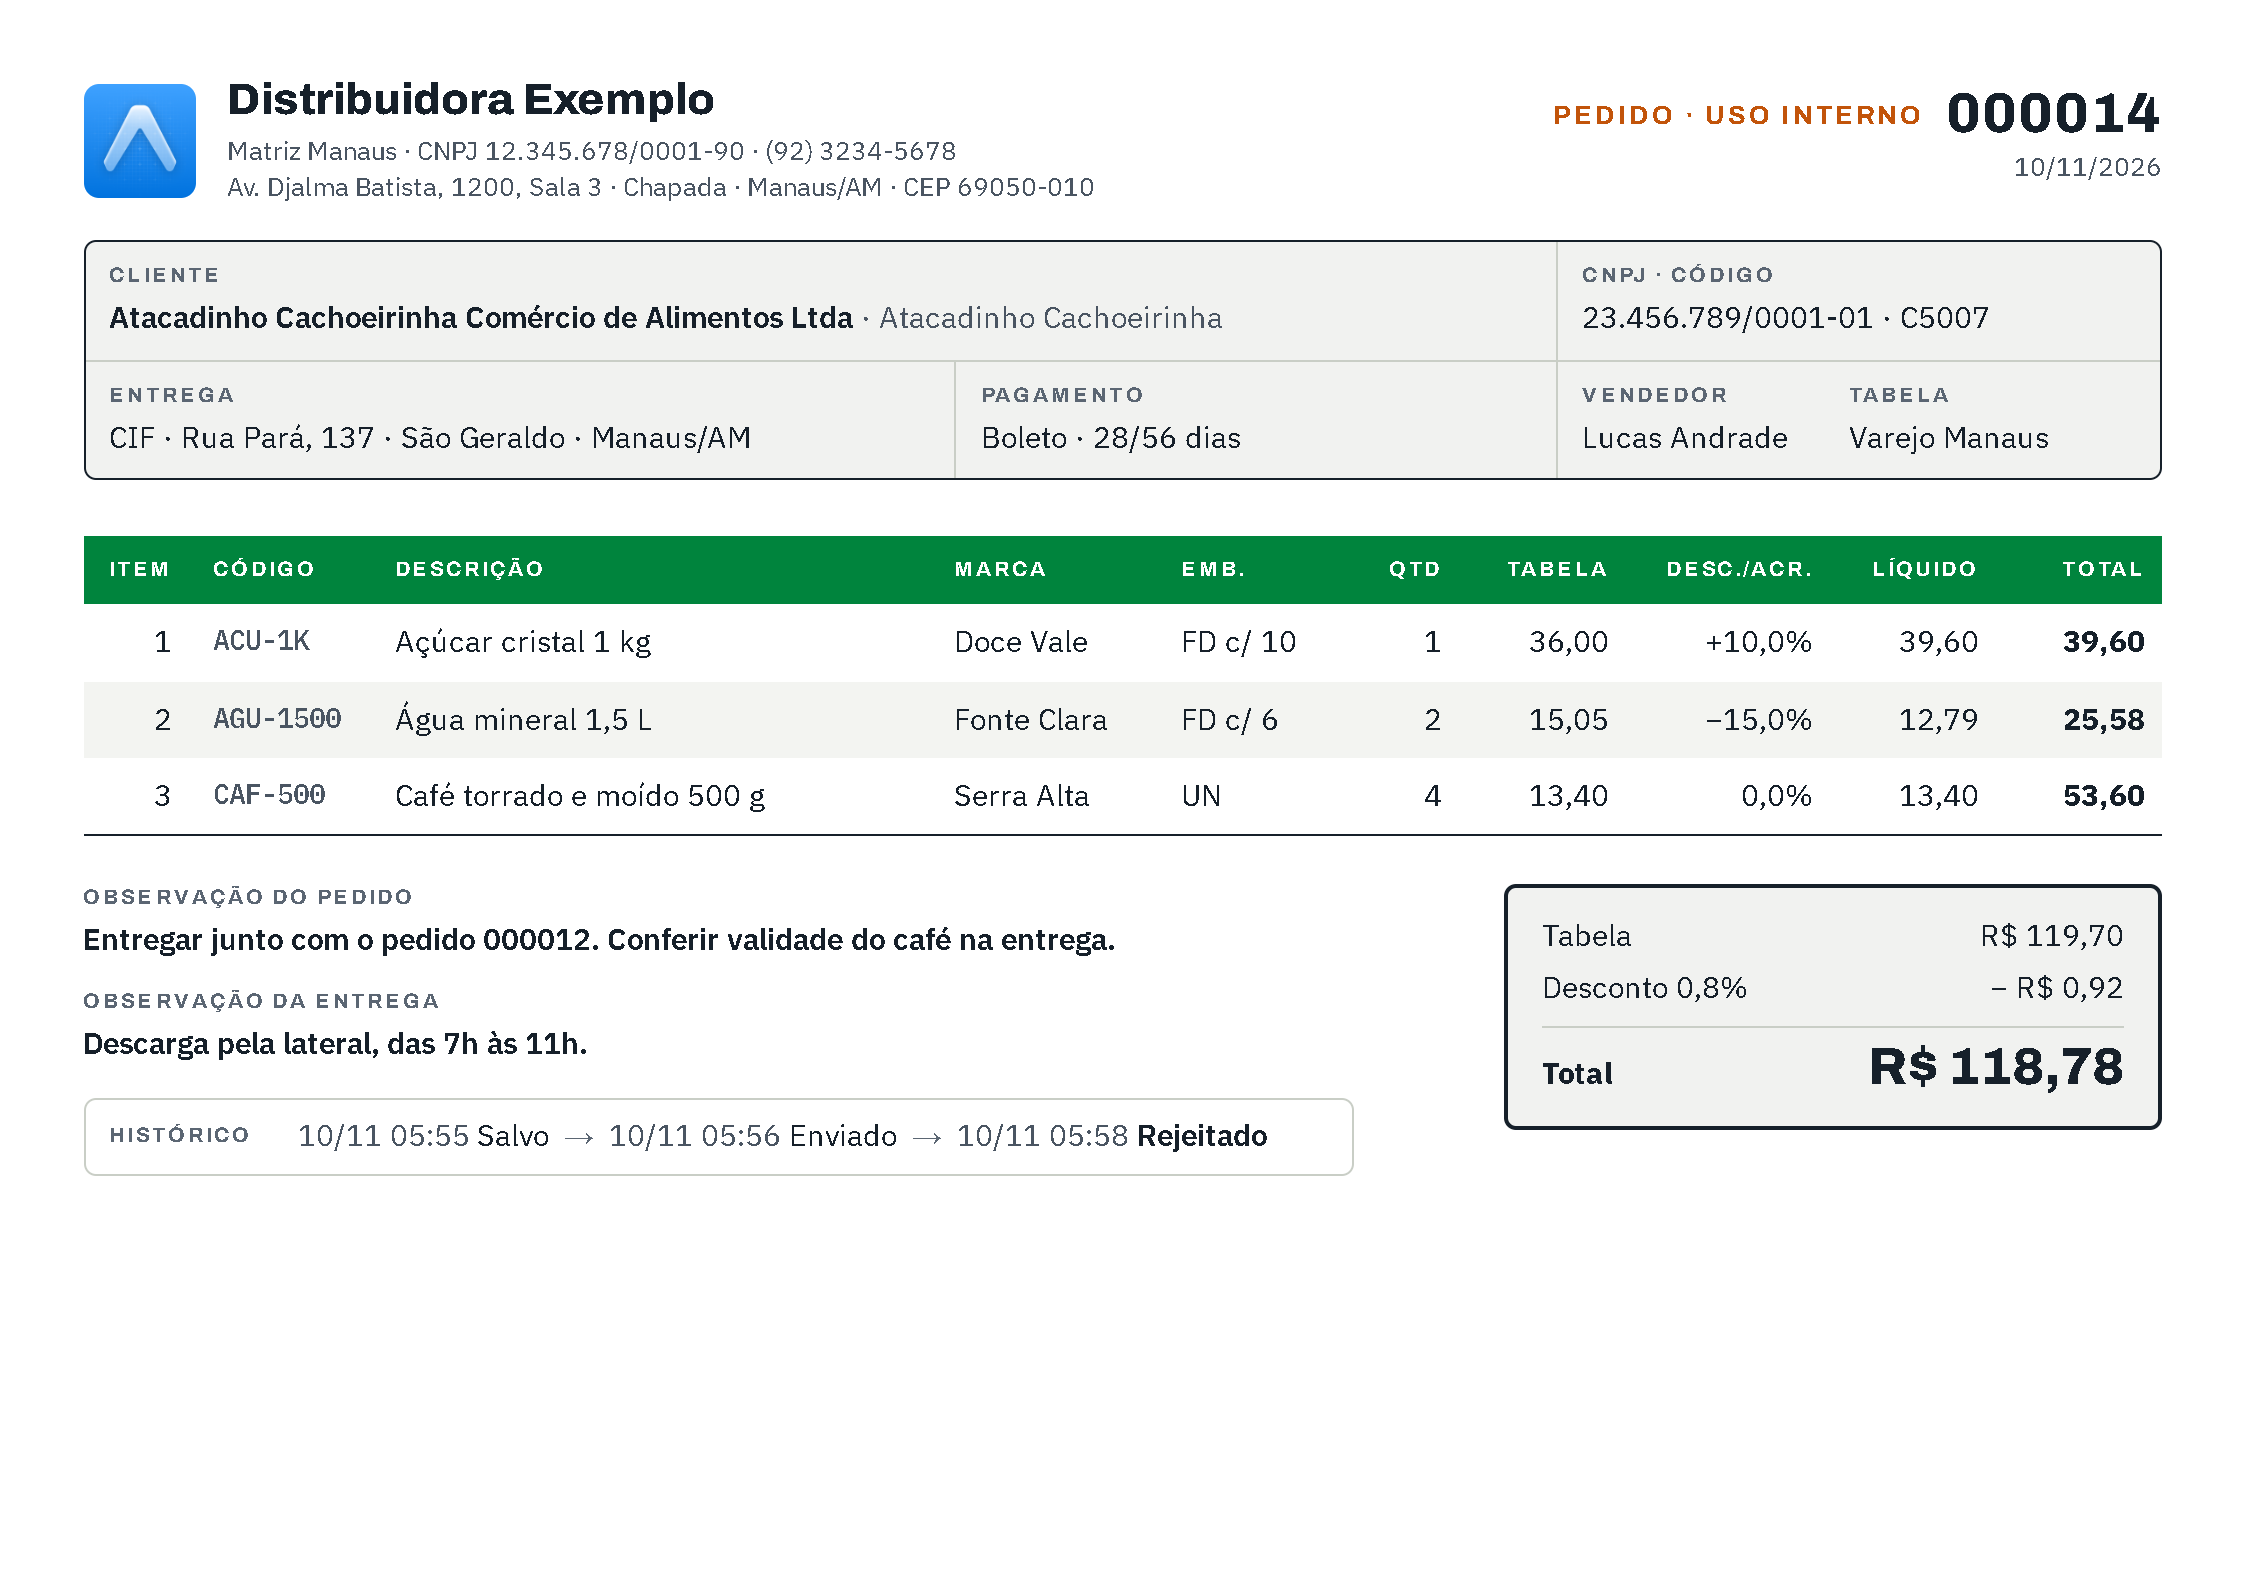 Distribuidora Exemplo
Matriz Manaus · CNPJ 12.345.678/0001-90 · (92) 3234-5678
Av. Djalma Batista, 1200, Sala 3 · Chapada · Manaus/AM · CEP 69050-010
PEDIDO · USO INTERNO 000014
10/11/2026
CLIENTE
Atacadinho Cachoeirinha Comércio de Alimentos Ltda · Atacadinho Cachoeirinha
CNPJ · CÓDIGO
23.456.789/0001-01 · C5007
ENTREGA
CIF · Rua Pará, 137 · São Geraldo · Manaus/AM
PAGAMENTO
Boleto · 28/56 dias
VENDEDOR
Lucas Andrade
TABELA
Varejo Manaus
ITEM CÓDIGO DESCRIÇÃO MARCA EMB. QTD TABELA DESC./ACR. LÍQUIDO TOTAL
1 ACU-1K Açúcar cristal 1 kg Doce Vale FD c/ 10 1 36,00 +10,0% 39,60 39,60
2 AGU-1500 Água mineral 1,5 L Fonte Clara FD c/ 6 2 15,05 −15,0% 12,79 25,58
3 CAF-500 Café torrado e moído 500 g Serra Alta UN 4 13,40 0,0% 13,40 53,60
OBSERVAÇÃO DO PEDIDO
Entregar junto com o pedido 000012. Conferir validade do café na entrega.
OBSERVAÇÃO DA ENTREGA
Descarga pela lateral, das 7h às 11h.
HISTÓRICO 10/11 05:55 Salvo → 10/11 05:56 Enviado → 10/11 05:58 Rejeitado
Tabela R$ 119,70
Desconto 0,8% − R$ 0,92
Total R$ 118,78